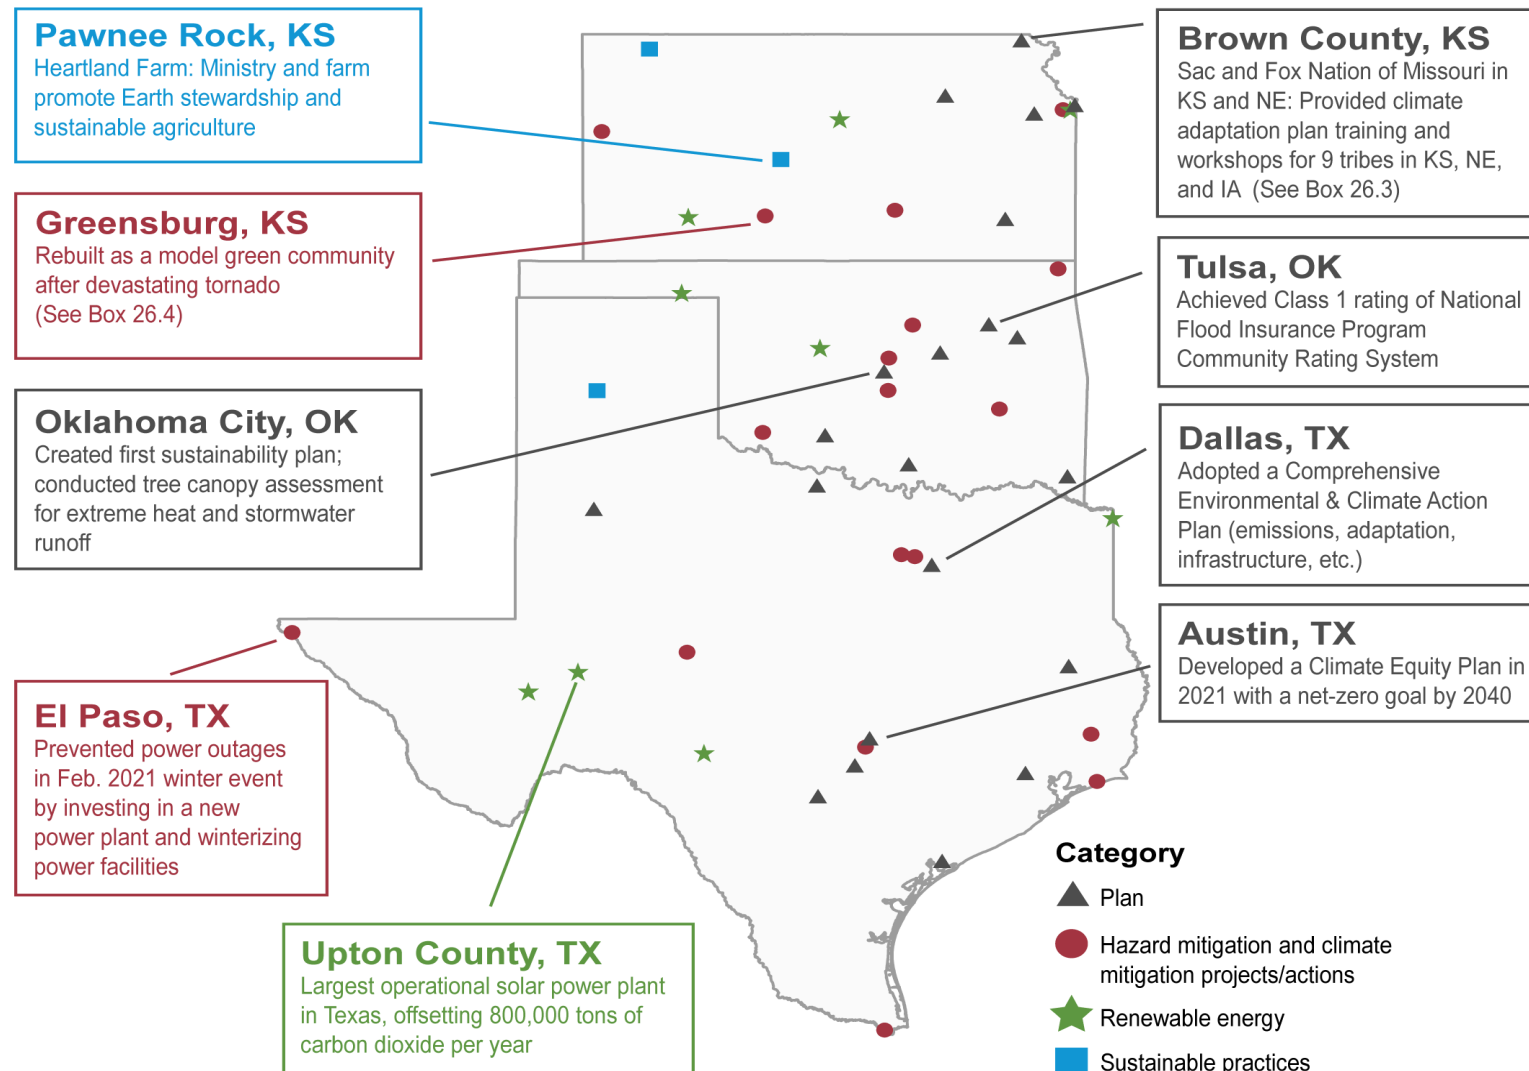 Pawnee Rock, KS
Heartland Farm: Ministry and farm
promote Earth stewardship and
sustainable agriculture
Greensburg, KS
Rebuilt as a model green community
after devastating tornado
(See Box 26.4)
Oklahoma City, OK
Created first sustainability plan;
conducted tree canopy assessment
for extreme heat and stormwater
runoff
El Paso, TX
Prevented power outages
in Feb. 2021 winter event
by investing in a new
power plant and winterizing
power facilities
Upton County, TX
Largest operational solar power plant
in Texas, offsetting 800,000 tons of
carbon dioxide per year
Brown County, KS
Sac and Fox Nation of Missouri in
KS and NE: Provided climate
adaptation plan training and
workshops for 9 tribes in KS, NE,
and IA (See Box 26.3)
Tulsa, OK
Achieved Class 1 rating of National
Flood Insurance Program
Community Rating System
Dallas, TX
Adopted a Comprehensive
Environmental & Climate Action
Plan (emissions, adaptation,
infrastructure, etc.)
Austin, TX
Developed a Climate Equity Plan in
2021 with a net-zero goal by 2040
Category
Plan
Hazard mitigation and climate
mitigation projects/actions
Renewable energy
Sustainable practices